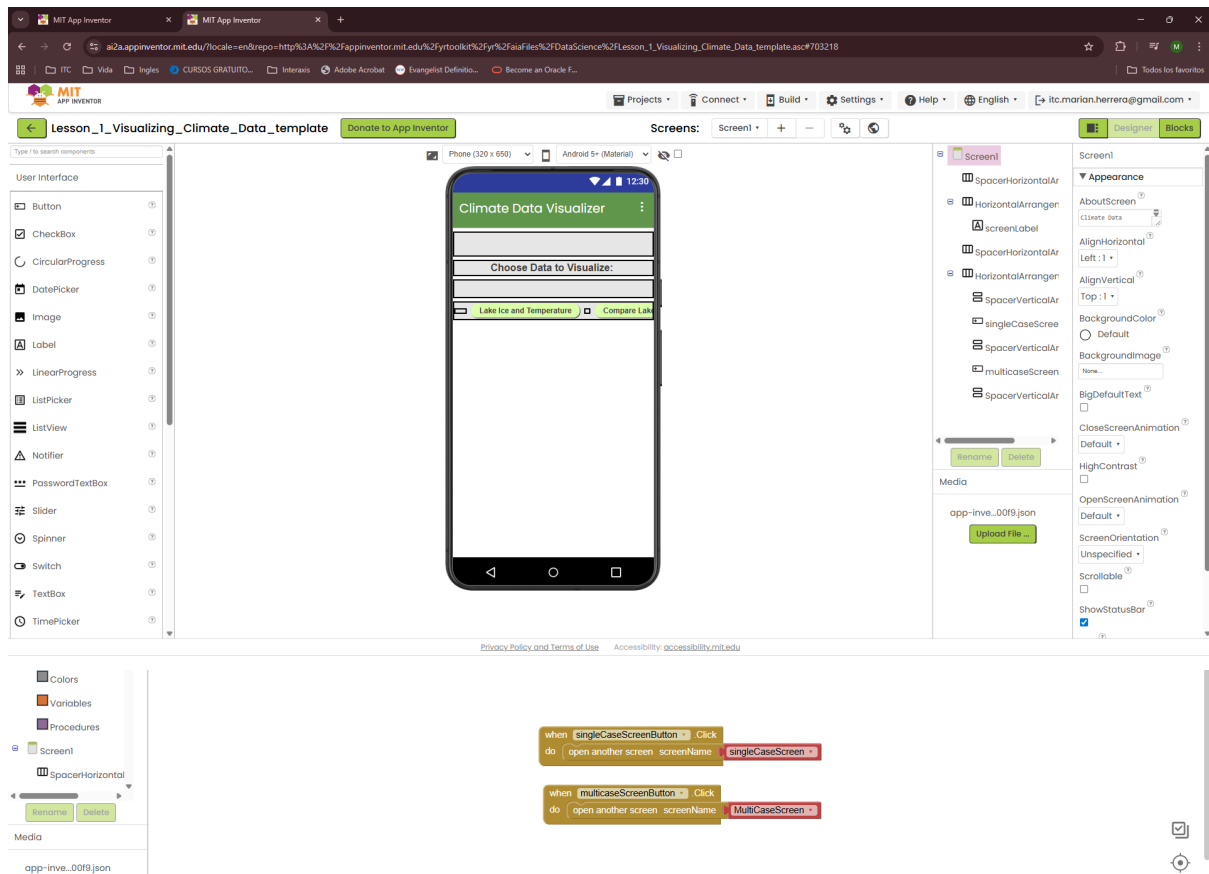 MIT App Inventor
MIT App Inventor
ai2a.appinventor.mit.edu/?locale=en&repo=http%3A%2F%2Fappinventor.mit.edu%2Fyrtoolkit%2Fyr%2FaiaFiles%2FDataScience%2FLesson_1_Visualizing_Climate_Data_template.asc#703218
M
ITC
Vida
Ingles
CURSOS GRATUITO...
Interaxis
Adobe Acrobat
Evangelist Definitio...
Become an Oracle F...
Todos los favoritos
MIT
APP INVENTOR
Projects
Connect
Build
Settings
Help
English
itc.marian.herrera@gmail.com
Lesson_1_Visualizing_Climate_Data_template
Donate to App Inventor
Screens:
Screen1
Designer
Blocks
Type / to search components
User Interface
Button
CheckBox
CircularProgress
DatePicker
Image
Label
LinearProgress
ListPicker
ListView
Notifier
PasswordTextBox
Slider
Spinner
Switch
TextBox
TimePicker
Phone (320 x 650)
Android 5+ (Material)
12:30
Climate Data Visualizer
Choose Data to Visualize:
Lake Ice and Temperature
Compare Lake
Screen1
SpacerHorizontalAr
HorizontalArrangen
screenLabel
SpacerHorizontalAr
HorizontalArrangen
SpacerVerticalAr
singleCaseScree
SpacerVerticalAr
multicaseScreen
SpacerVerticalAr
Rename
Delete
Media
app-inve...00f9.json
Upload File ...
Screen1
Appearance
AboutScreen
Climate Data
AlignHorizontal
Left : 1
AlignVertical
Top : 1
BackgroundColor
Default
BackgroundImage
None...
BigDefaultText
CloseScreenAnimation
Default
HighContrast
OpenScreenAnimation
Default
ScreenOrientation
Unspecified
Scrollable
ShowStatusBar
Privacy Policy and Terms of Use
Accessibility: accessibility.mit.edu
Colors
Variables
Procedures
Screen1
SpacerHorizontal
Rename
Delete
Media
app-inve...00f9.json
when singleCaseScreenButton .Click
do open another screen screenName singleCaseScreen
when multicaseScreenButton .Click
do open another screen screenName MultiCaseScreen